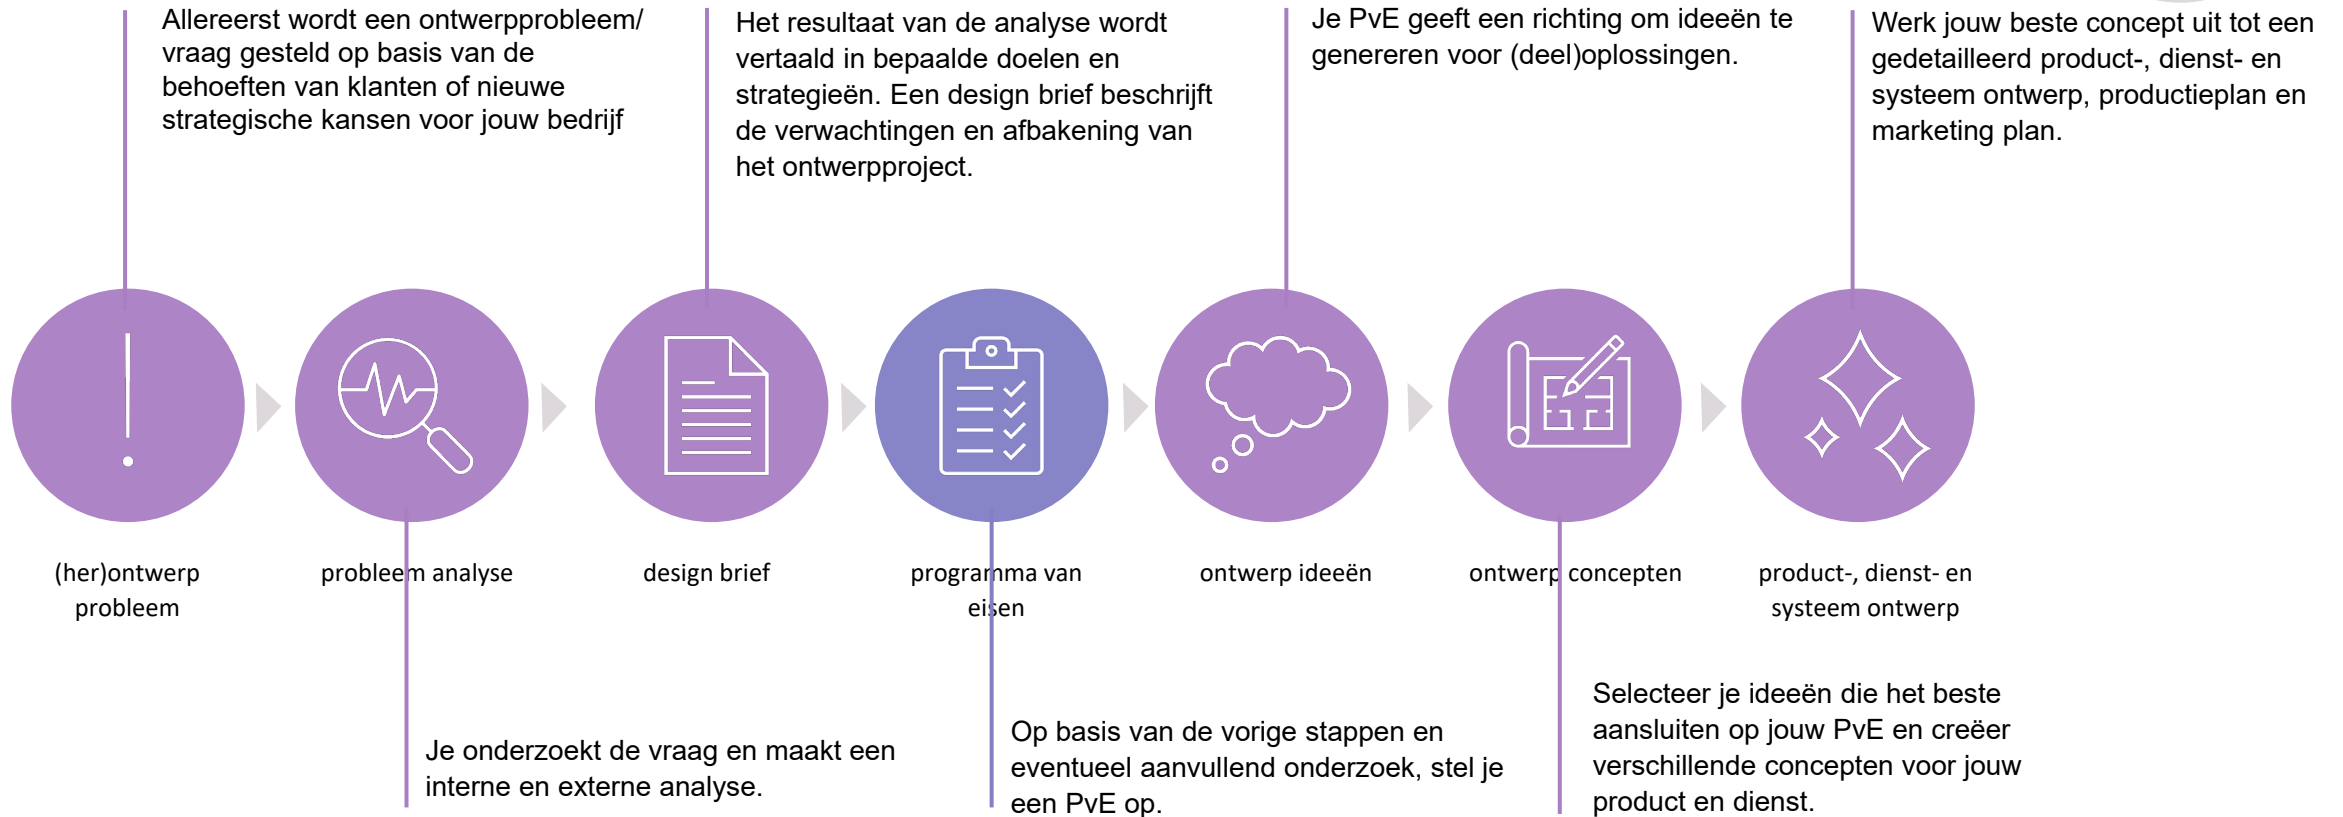 Allereerst wordt een ontwerpprobleem/
vraag gesteld op basis van de
behoeften van klanten of nieuwe
strategische kansen voor jouw bedrijf
Het resultaat van de analyse wordt
vertaald in bepaalde doelen en
strategieën. Een design brief beschrijft
de verwachtingen en afbakening van
het ontwerpproject.
Je PvE geeft een richting om ideeën te
genereren voor (deel)oplossingen.
Werk jouw beste concept uit tot een
gedetailleerd product-, dienst- en
systeem ontwerp, productieplan en
marketing plan.
(her)ontwerp
probleem
probleem analyse
design brief
programma van
eisen
ontwerp ideeën
ontwerp concepten
product-, dienst- en
systeem ontwerp
Je onderzoekt de vraag en maakt een
interne en externe analyse.
Op basis van de vorige stappen en
eventueel aanvullend onderzoek, stel je
een PvE op.
Selecteer je ideeën die het beste
aansluiten op jouw PvE en creëer
verschillende concepten voor jouw
product en dienst.